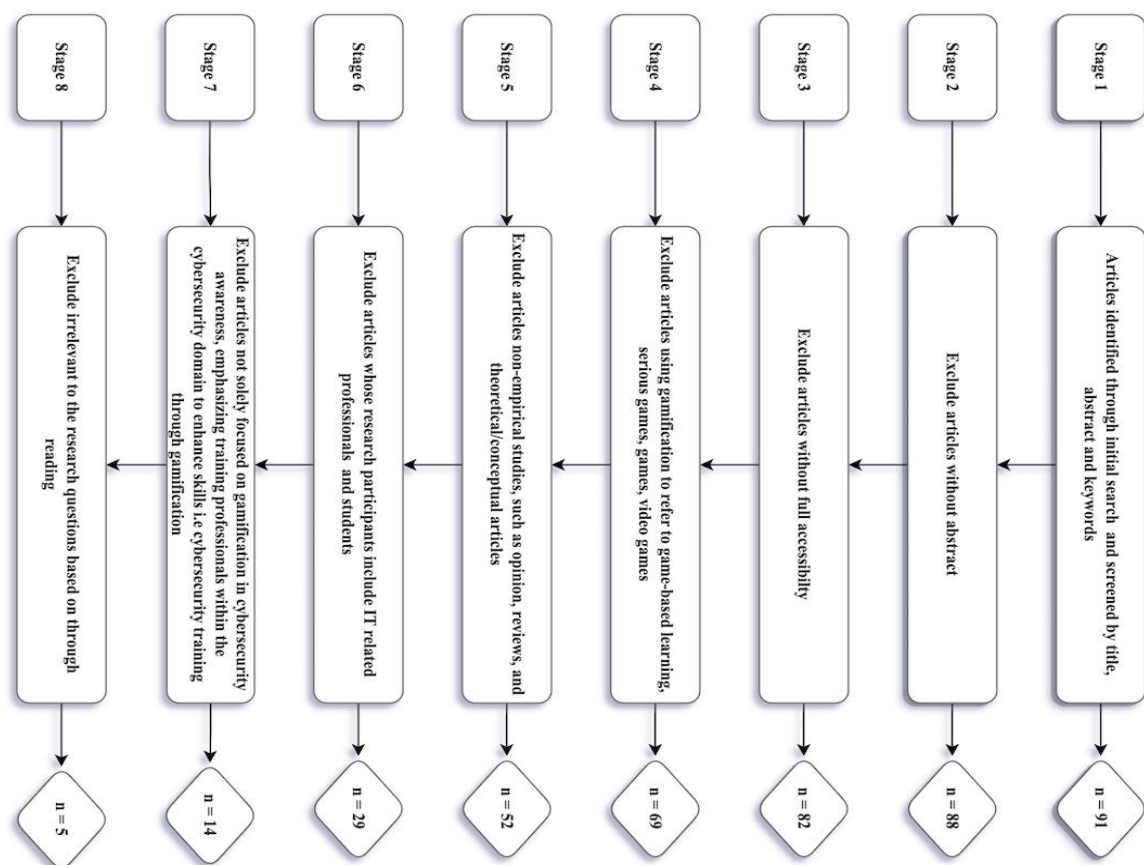 Stage 1
Articles identified through initial search and screened by title,
abstract and keywords
n = 91
Stage 2
Exclude articles without abstract
n = 88
Stage 3
Exclude articles without full accessibilty
n = 82
Stage 4
Exclude articles using gamification to refer to game-based learning,
serious games, games, video games
n = 69
Stage 5
Exclude articles non-empirical studies, such as opinion, reviews, and
theoretical/conceptual articles
n = 52
Stage 6
Exclude articles whose research participants include IT related
professionals and students
n = 29
Stage 7
Exclude articles not solely focused on gamification in cybersecurity
awareness, emphasizing training professionals within the
cybersecurity domain to enhance skills i.e cybersecurity training
through gamification
n = 14
Stage 8
Exclude irrelevant to the research questions based on through
reading
n = 5